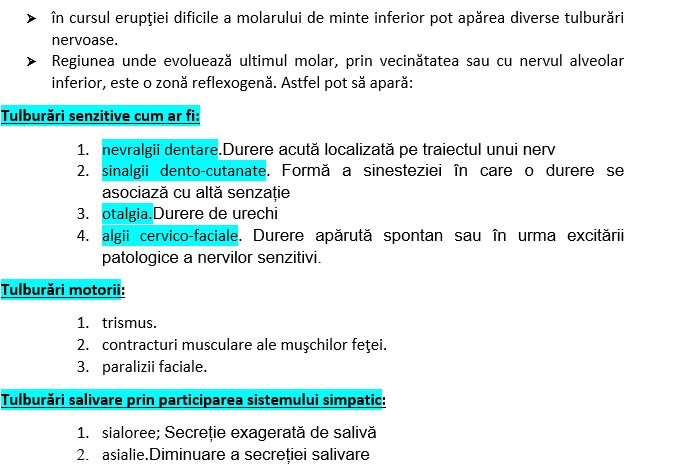 ➤ în cursul erupţiei dificile a molarului de minte inferior pot apărea diverse tulburări
nervoase.
➤ Regiunea unde evoluează ultimul molar, prin vecinătatea sau cu nervul alveolar
inferior, este o zonă reflexogenă. Astfel pot să apară:
Tulburări senzitive cum ar fi:
1. nevralgii dentare.Durere acută localizată pe traiectul unui nerv
2. sinalgii dento-cutanate. Formă a sinesteziei în care o durere se
asociază cu altă senzație
3. otalgia.Durere de urechi
4. algii cervico-faciale. Durere apărută spontan sau în urma excitării
patologice a nervilor senzitivi.
Tulburări motorii:
1. trismus.
2. contracturi musculare ale muşchilor feţei.
3. paralizii faciale.
Tulburări salivare prin participarea sistemului simpatic:
1. sialoree; Secreție exagerată de salivă
2. asialie.Diminuare a secreției salivare